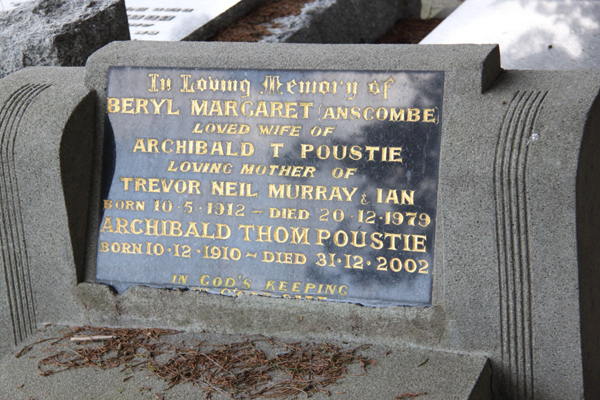 In Loving Memory of
BERYL MARGARET (ANSCOMBE)
LOVED WIFE OF
ARCHIBALD T POUSTIE
LOVING MOTHER OF
TREVOR NEIL MURRAY & IAN
BORN 10·5·1912 — DIED 20·12·1979
ARCHIBALD THOM POUSTIE
BORN 10·12·1910 ~ DIED 31·12·2002
IN GOD'S KEEPING